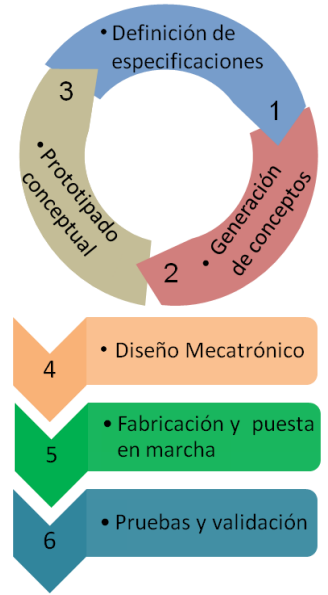 • Definición de
especificaciones
1
• Generación
de conceptos
2
• Prototipado
conceptual
3
4
• Diseño Mecatrónico
5
• Fabricación y puesta
en marcha
6
• Pruebas y validación